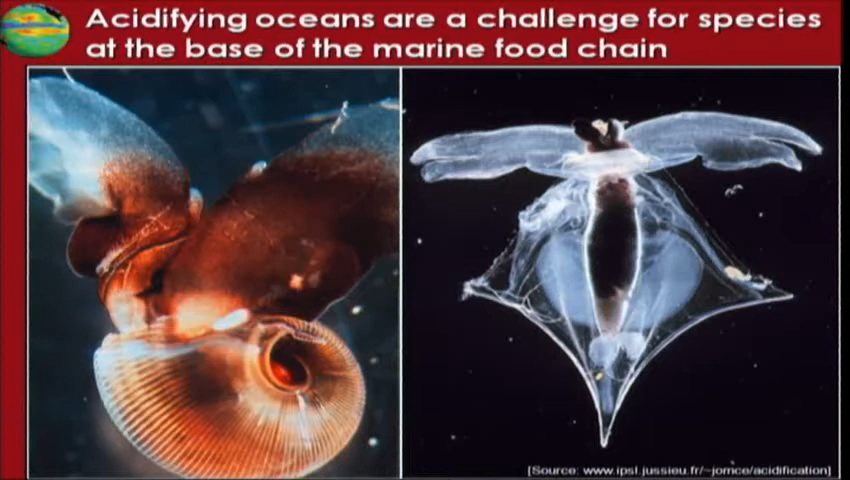 Acidifying oceans are a challenge for species
at the base of the marine food chain
[Source: www.ipsl.jussieu.fr/~jomce/acidification]